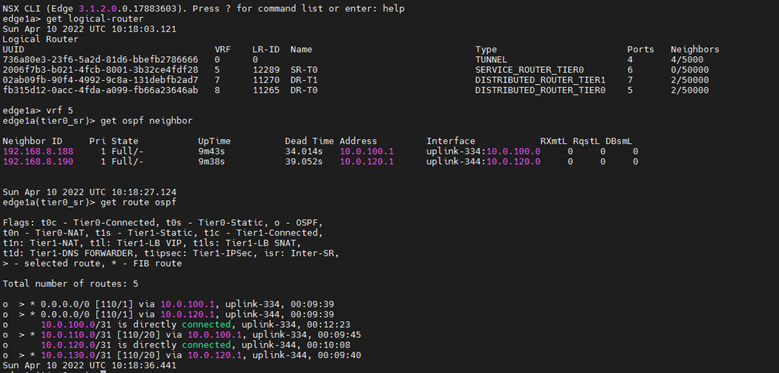 NSX CLI (Edge 3.1.2.0.0.17883603). Press ? for command list or enter: help
edge1a> get logical-router
Sun Apr 10 2022 UTC 10:18:03.121
Logical Router
UUID VRF LR-ID Name Type Ports Neighbors
736a80e3-23f6-5a2d-81d6-bbefb2786666 0 0 TUNNEL 4 4/50000
2006f7b3-b021-4fcb-8001-3b32ce4fdf28 5 12289 SR-T0 SERVICE_ROUTER_TIER0 6 0/50000
02ab09fb-90f4-4992-9c8a-131debfb2ad7 7 11270 DR-T1 DISTRIBUTED_ROUTER_TIER1 7 2/50000
fb315d12-0acc-4fda-a099-fb66a23646ab 8 11265 DR-T0 DISTRIBUTED_ROUTER_TIER0 5 2/50000
edge1a> vrf 5
edge1a(tier0_sr)> get ospf neighbor
Neighbor ID Pri State UpTime Dead Time Address Interface RXmtL RqstL DBsmL
192.168.8.188 1 Full/- 9m43s 34.014s 10.0.100.1 uplink-334:10.0.100.0 0 0 0
192.168.8.190 1 Full/- 9m38s 39.052s 10.0.120.1 uplink-344:10.0.120.0 0 0 0
Sun Apr 10 2022 UTC 10:18:27.124
edge1a(tier0_sr)> get route ospf
Flags: t0c - Tier0-Connected, t0s - Tier0-Static, o - OSPF,
t0n - Tier0-NAT, t1s - Tier1-Static, t1c - Tier1-Connected,
t1n: Tier1-NAT, t1l: Tier1-LB VIP, t1ls: Tier1-LB SNAT,
t1d: Tier1-DNS FORWARDER, t1ipsec: Tier1-IPSec, isr: Inter-SR,
> - selected route, * - FIB route
Total number of routes: 5
o > * 0.0.0.0/0 [110/1] via 10.0.100.1, uplink-334, 00:09:39
o > * 0.0.0.0/0 [110/1] via 10.0.120.1, uplink-344, 00:09:39
o 10.0.100.0/31 is directly connected, uplink-334, 00:12:23
o > * 10.0.110.0/31 [110/20] via 10.0.100.1, uplink-334, 00:09:45
o 10.0.120.0/31 is directly connected, uplink-344, 00:10:08
o > * 10.0.130.0/31 [110/20] via 10.0.120.1, uplink-344, 00:09:40
Sun Apr 10 2022 UTC 10:18:36.441